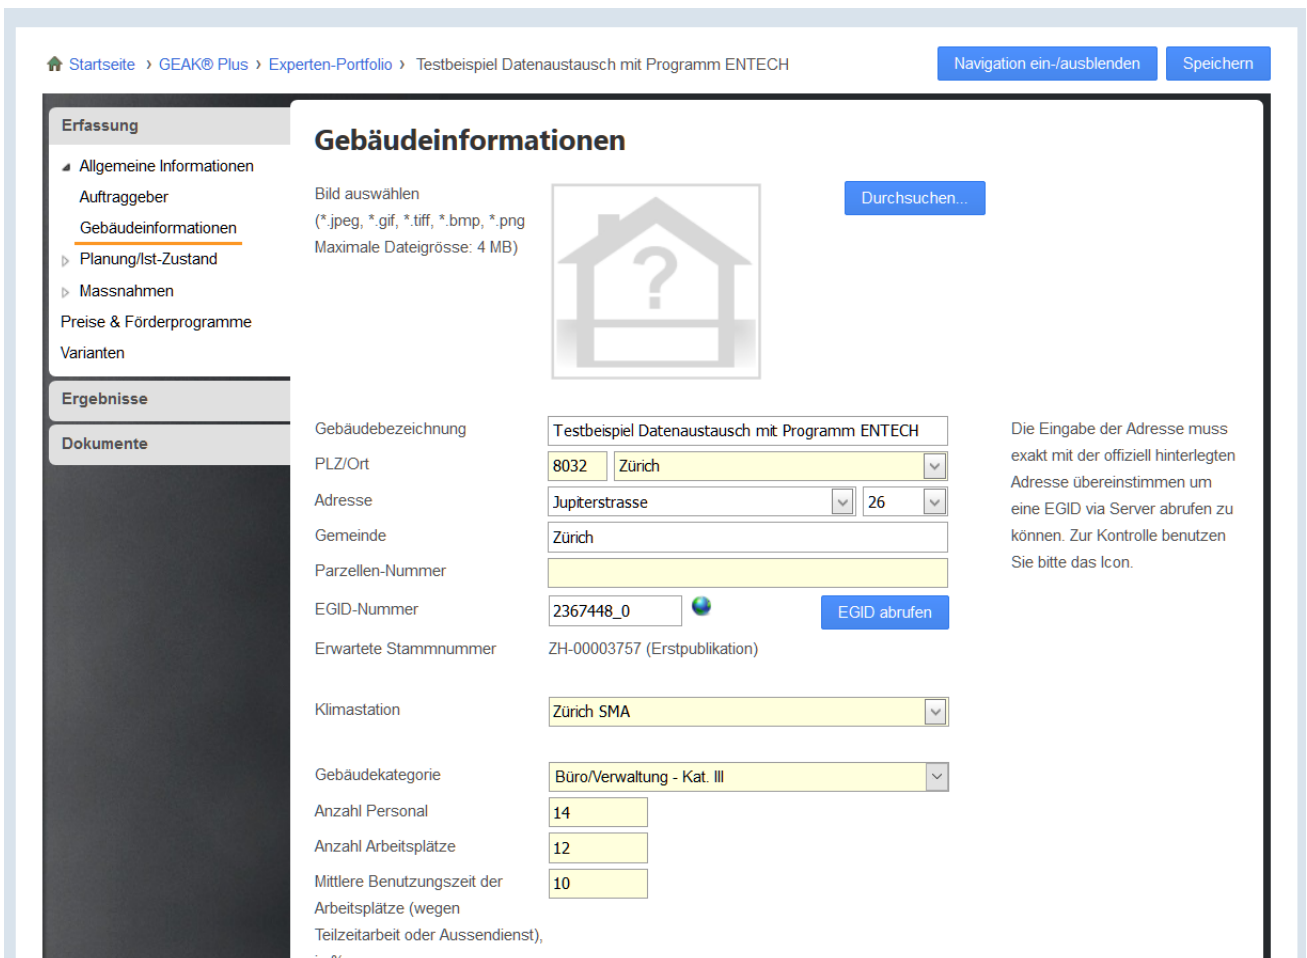 Startseite › GEAK® Plus › Experten-Portfolio › Testbeispiel Datenaustausch mit Programm ENTECH
Navigation ein-/ausblenden
Speichern
Erfassung
Allgemeine Informationen
Auftraggeber
Gebäudeinformationen
Planung/Ist-Zustand
Massnahmen
Preise & Förderprogramme
Varianten
Ergebnisse
Dokumente
Gebäudeinformationen
Bild auswählen
(*.jpeg, *.gif, *.tiff, *.bmp, *.png
Maximale Dateigrösse: 4 MB)
?
Durchsuchen...
Gebäudebezeichnung
Testbeispiel Datenaustausch mit Programm ENTECH
PLZ/Ort
8032
Zürich
Adresse
Jupiterstrasse
26
Gemeinde
Zürich
Parzellen-Nummer
EGID-Nummer
2367448_0
EGID abrufen
Erwartete Stammnummer
ZH-00003757 (Erstpublikation)
Die Eingabe der Adresse muss
exakt mit der offiziell hinterlegten
Adresse übereinstimmen um
eine EGID via Server abrufen zu
können. Zur Kontrolle benutzen
Sie bitte das Icon.
Klimastation
Zürich SMA
Gebäudekategorie
Büro/Verwaltung - Kat. III
Anzahl Personal
14
Anzahl Arbeitsplätze
12
Mittlere Benutzungszeit der
Arbeitsplätze (wegen
Teilzeitarbeit oder Aussendienst),
10